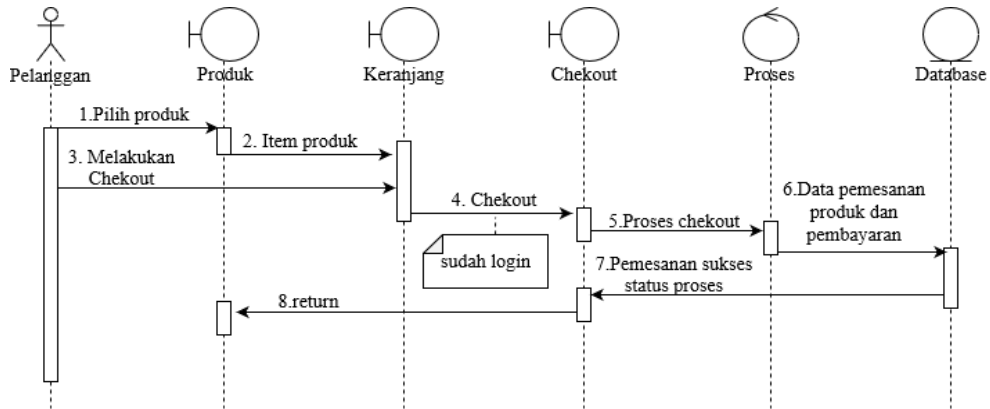 Pelanggan
Produk
Keranjang
Chekout
Proses
Database
1.Pilih produk
2. Item produk
3. Melakukan
Chekout
4. Chekout
sudah login
5.Proses chekout
6.Data pemesanan
produk dan
pembayaran
7.Pemesanan sukses
status proses
8.return